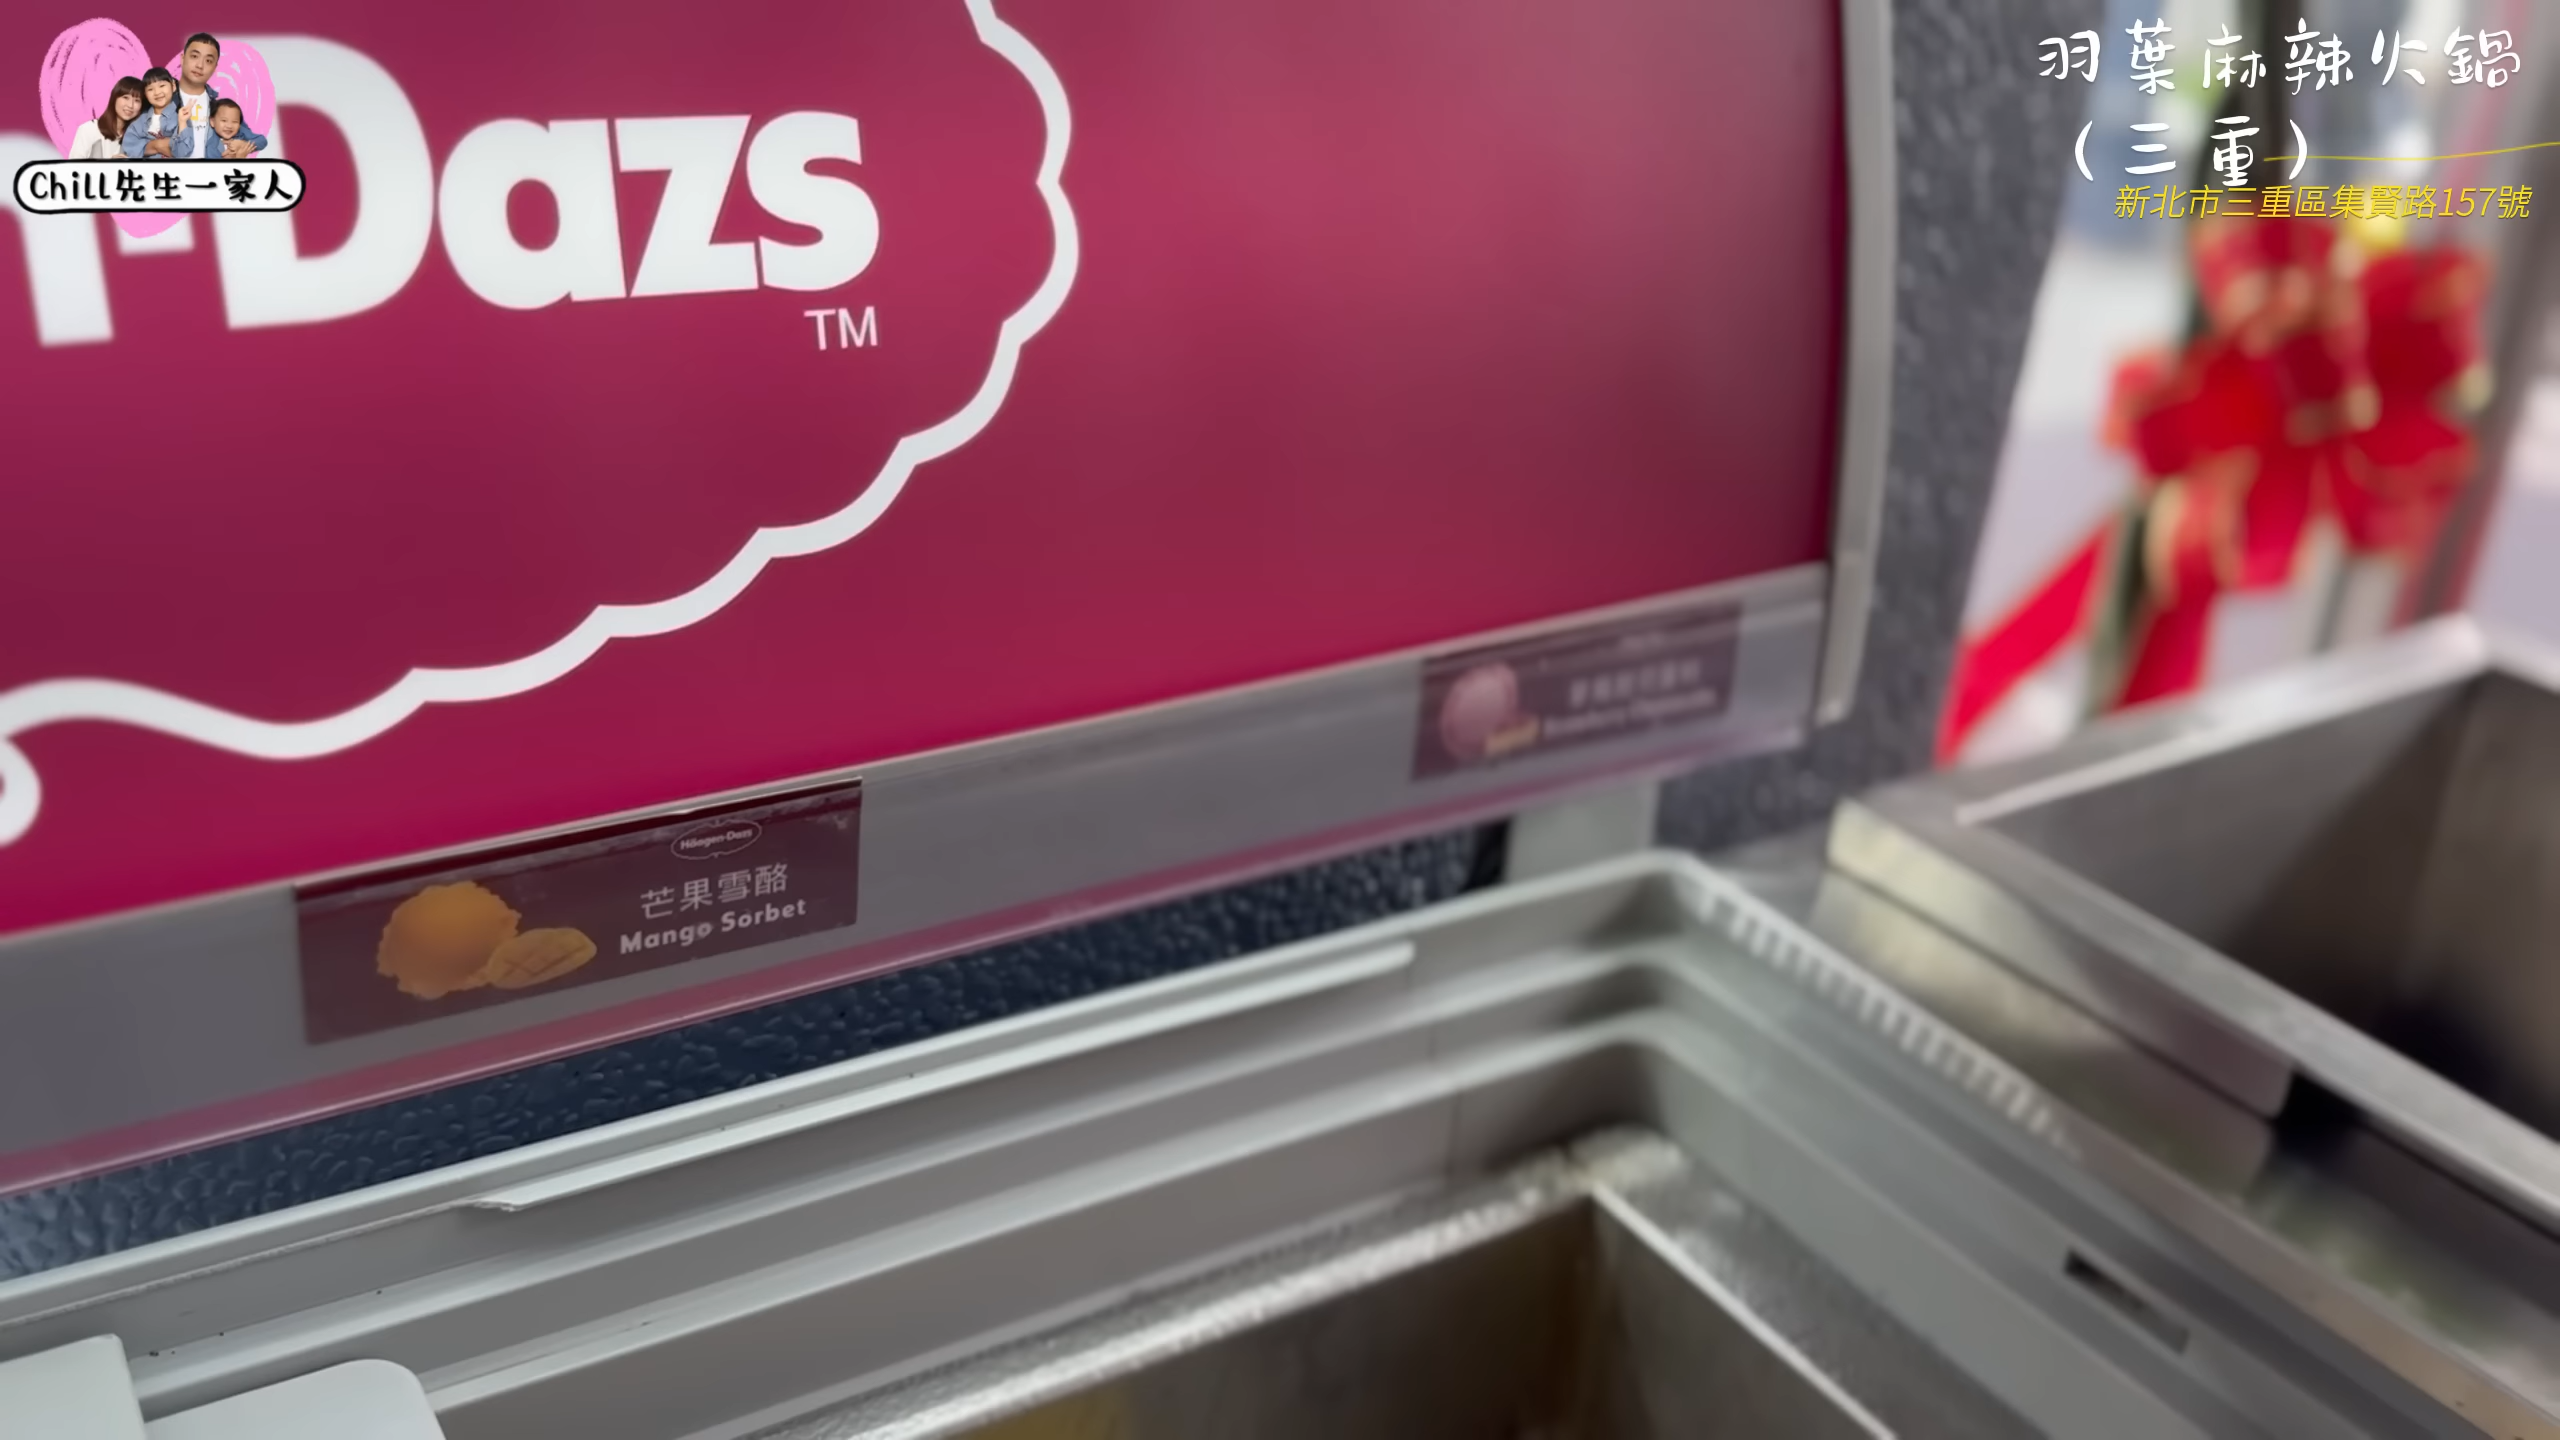 Chill先生一家人
羽葉麻辣火鍋
（三重）
新北市三重區集賢路157號
n-Dazs
TM
Häagen-Dazs
芒果雪酪
Mango Sorbet